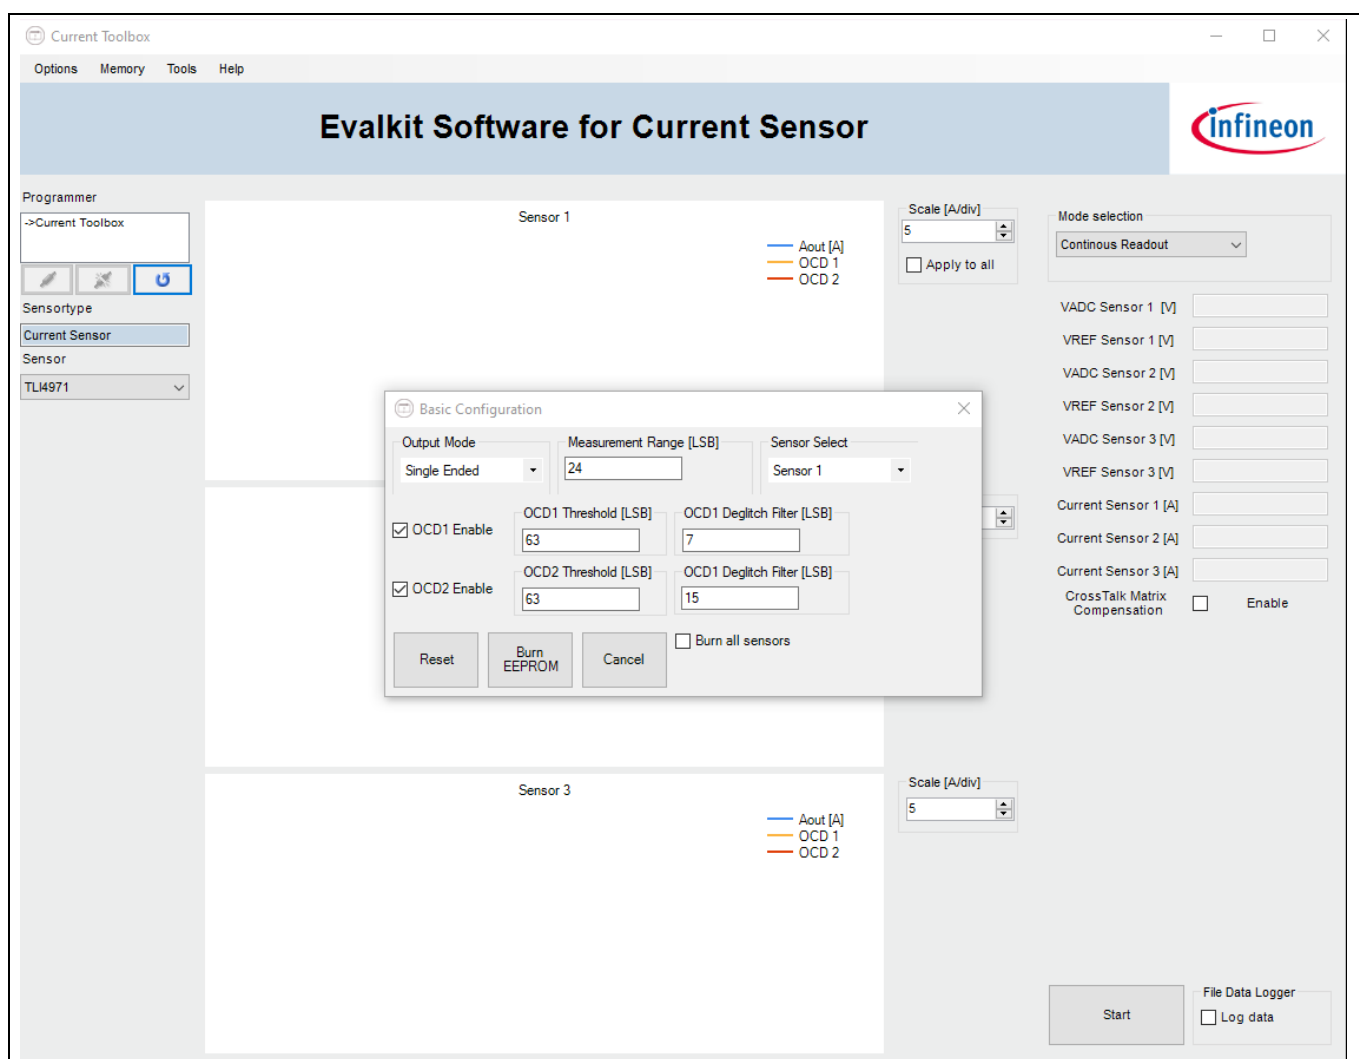 Current Toolbox
Options Memory Tools Help
Evalkit Software for Current Sensor
infineon
Programmer
->Current Toolbox
Sensortype
Current Sensor
Sensor
TLI4971
Sensor 1
Aout [A]
OCD 1
OCD 2
Scale [A/div]
5
Apply to all
Mode selection
Continous Readout
VADC Sensor 1 [V]
VREF Sensor 1 [V]
VADC Sensor 2 [V]
VREF Sensor 2 [V]
VADC Sensor 3 [V]
VREF Sensor 3 [V]
Current Sensor 1 [A]
Current Sensor 2 [A]
Current Sensor 3 [A]
CrossTalk Matrix
Compensation
Enable
Basic Configuration
Output Mode
Single Ended
Measurement Range [LSB]
24
Sensor Select
Sensor 1
OCD1 Enable
OCD1 Threshold [LSB]
63
OCD1 Deglitch Filter [LSB]
7
OCD2 Enable
OCD2 Threshold [LSB]
63
OCD1 Deglitch Filter [LSB]
15
Reset
Burn
EEPROM
Cancel
Burn all sensors
Sensor 3
Aout [A]
OCD 1
OCD 2
Scale [A/div]
5
Start
File Data Logger
Log data